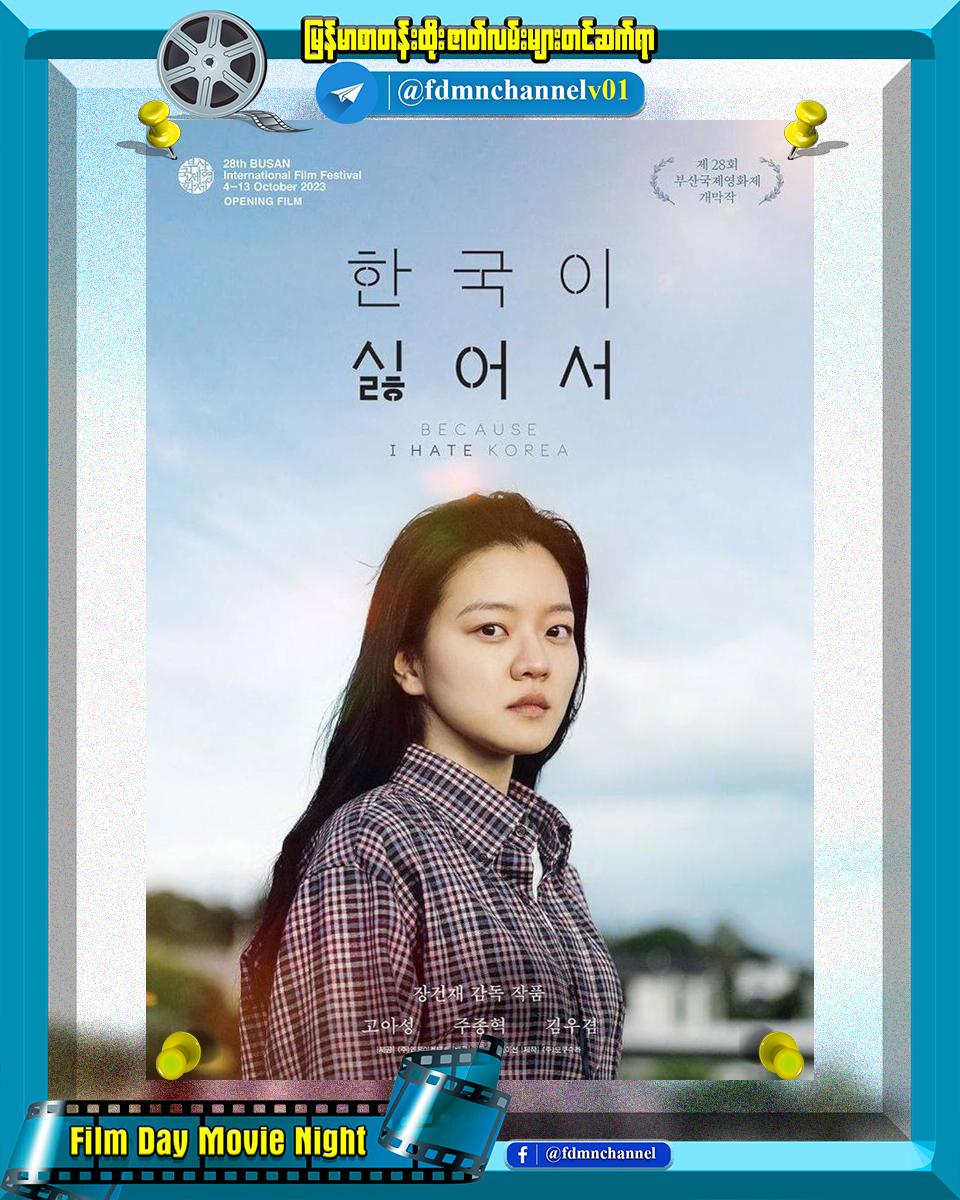 မြန်မာစာတန်းထိုးဇာတ်လမ်းများတင်ဆက်ရာ
@fdmnchannelv01
28th BUSAN
International Film Festival
4–13 October 2023
OPENING FILM
제 28회
부산국제영화제
개막작
한국이
싫어서
BECAUSE
I HATE KOREA
장건재 감독 작품
고아성 주종혁 김우겸
Film Day Movie Night
@fdmnchannel